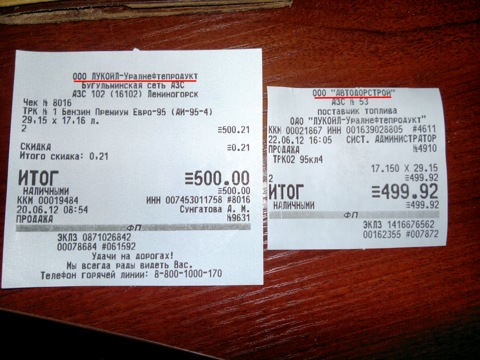 ООО ЛУКОЙЛ-Уралнефтепродукт
Бугульминская сеть АЗС
АЗС 102 (16102) Лениногорск
Чек № 8016
ТРК № 1 Бензин Премиум Евро-95 (АИ-95-4)
29.15 x 17.16 л.
2 ≡500.21
СКИДКА ≡0.21
Итого скидка: 0.21
ИТОГ ≡500.00
НАЛИЧНЫМИ ≡500.00
ККМ 00019484 ИНН 007453011758 #8016
20.06.12 08:54 Сунгатова А. М.
ПРОДАЖА №9631
ФП
ЭКЛЗ 0871026842
00078684 #061592
Удачи на дорогах!
Мы всегда рады видеть Вас.
Телефон горячей линии: 8-800-1000-170
ООО "АВТОДОРСТРОЙ"
АЗС № 53
поставщик топлива
ОАО "ЛУКОЙЛ-Уралнефтепродукт"
ККМ 00021867 ИНН 001639028805 #4611
22.06.12 16:05 СИСТ. АДМИНИСТРАТОР
ПРОДАЖА №4910
ТРК02 95кл4
17.150 X 29.15
2 ≡499.92
ИТОГ ≡499.92
НАЛИЧНЫМИ ≡499.92
ФП
ЭКЛЗ 1416676562
00162355 #007872